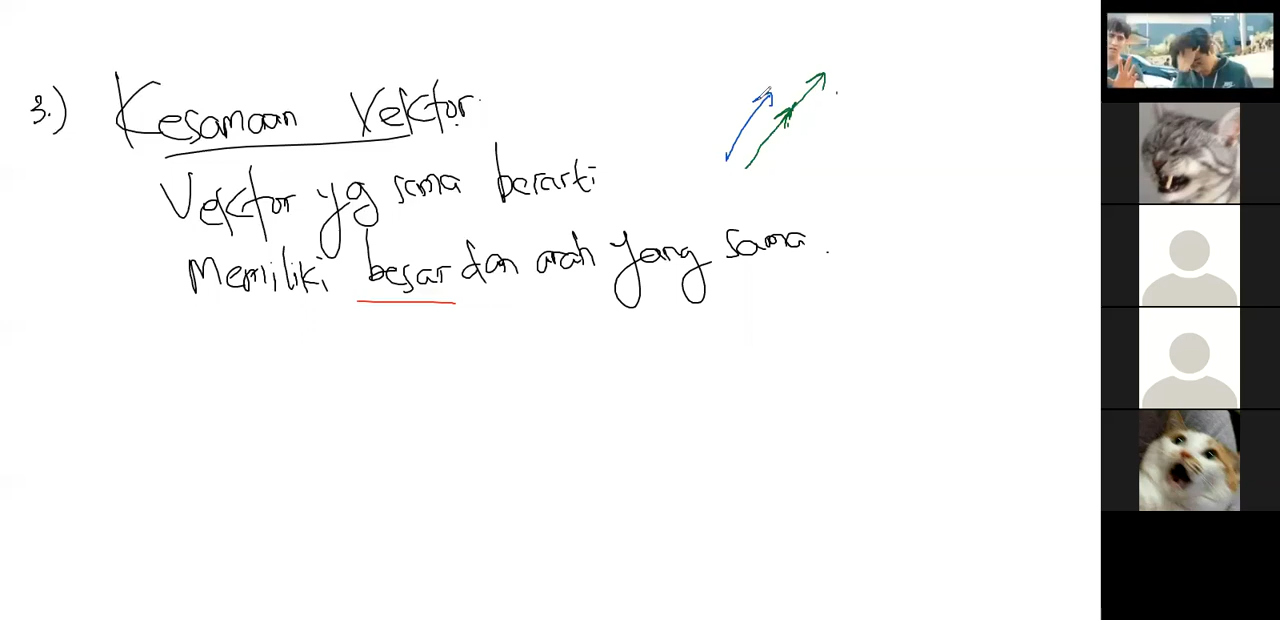 3.) Kesamaan Vektor.
Vektor yg sama berarti
Memiliki besar dan arah yang sama.